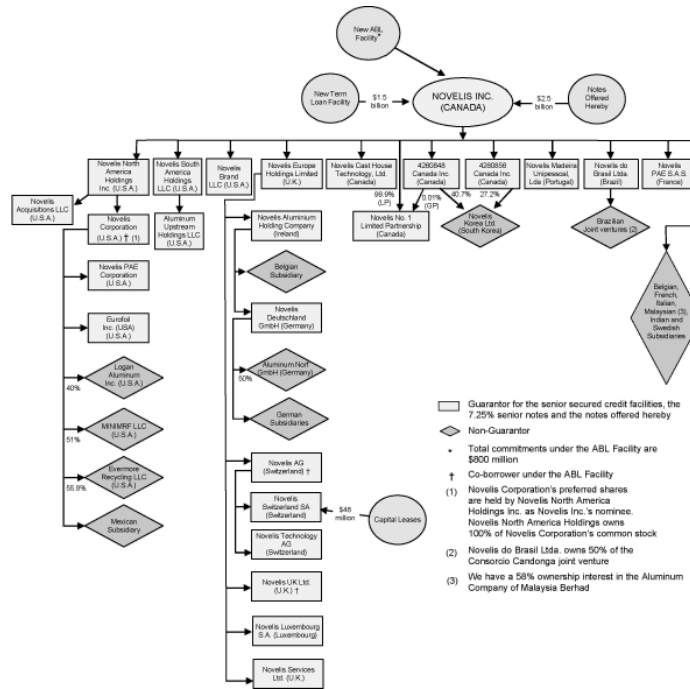 New ABL
Facility*
New Term
Loan Facility
$1.5
billion
NOVELIS INC.
(CANADA)
$2.5
billion
Notes
Offered
Hereby
Novelis North
America
Holdings
Inc. (U.S.A.)
Novelis South
America
Holdings
LLC (U.S.A.)
Novelis
Brand
LLC (U.S.A.)
Novelis Europe
Holdings Limited
(U.K.)
Novelis Cast House
Technology, Ltd.
(Canada)
4260848
Canada Inc.
(Canada)
4260856
Canada Inc.
(Canada)
Novelis Madeira
Unipessoal,
Lda (Portugal)
Novelis do
Brasil Ltda.
(Brazil)
Novelis
PAE S.A.S.
(France)
Novelis
Acquisitions LLC
(U.S.A.)
Novelis
Corporation
(U.S.A.) † (1)
Aluminum
Upstream
Holdings LLC
(U.S.A.)
99.9%
(LP)
0.01%
(GP)
40.7%
27.2%
Novelis Aluminium
Holding Company
(Ireland)
Novelis No. 1
Limited Partnership
(Canada)
Novelis
Korea Ltd.
(South Korea)
Brazilian
Joint ventures (2)
Novelis PAE
Corporation
(U.S.A.)
Belgian
Subsidiary
Eurofoil
Inc. (USA)
(U.S.A.)
Novelis
Deutschland
GmbH (Germany)
Belgian,
French,
Italian,
Malaysian (3),
Indian and
Swedish
Subsidiaries
Logan
Aluminum
Inc. (U.S.A.)
40%
Aluminum Norf
GmbH (Germany)
50%
MINIMRF LLC
(U.S.A.)
51%
German
Subsidiaries
Evermore
Recycling LLC
(U.S.A.)
55.8%
Mexican
Subsidiary
Novelis AG
(Switzerland) †
Novelis
Switzerland SA
(Switzerland)
$48
million
Capital Leases
Novelis Technology
AG
(Switzerland)
Novelis UK Ltd.
(U.K.) †
Novelis Luxembourg
S.A. (Luxembourg)
Novelis Services
Ltd. (U.K.)
Guarantor for the senior secured credit facilities, the
7.25% senior notes and the notes offered hereby
Non-Guarantor
* Total commitments under the ABL Facility are
$800 million
† Co-borrower under the ABL Facility
(1) Novelis Corporation's preferred shares
are held by Novelis North America
Holdings Inc. as Novelis Inc.'s nominee.
Novelis North America Holdings owns
100% of Novelis Corporation's common stock
(2) Novelis do Brasil Ltda. owns 50% of the
Consorcio Candonga joint venture
(3) We have a 58% ownership interest in the Aluminum
Company of Malaysia Berhad